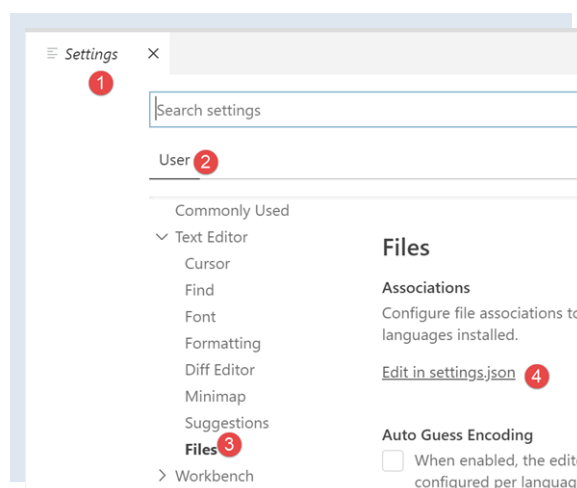 Settings
1
Search settings
User 2
Commonly Used
Text Editor
Cursor
Find
Font
Formatting
Diff Editor
Minimap
Suggestions
Files 3
Workbench
Files
Associations
Configure file associations to
languages installed.
Edit in settings.json 4
Auto Guess Encoding
When enabled, the edit
configured per languag